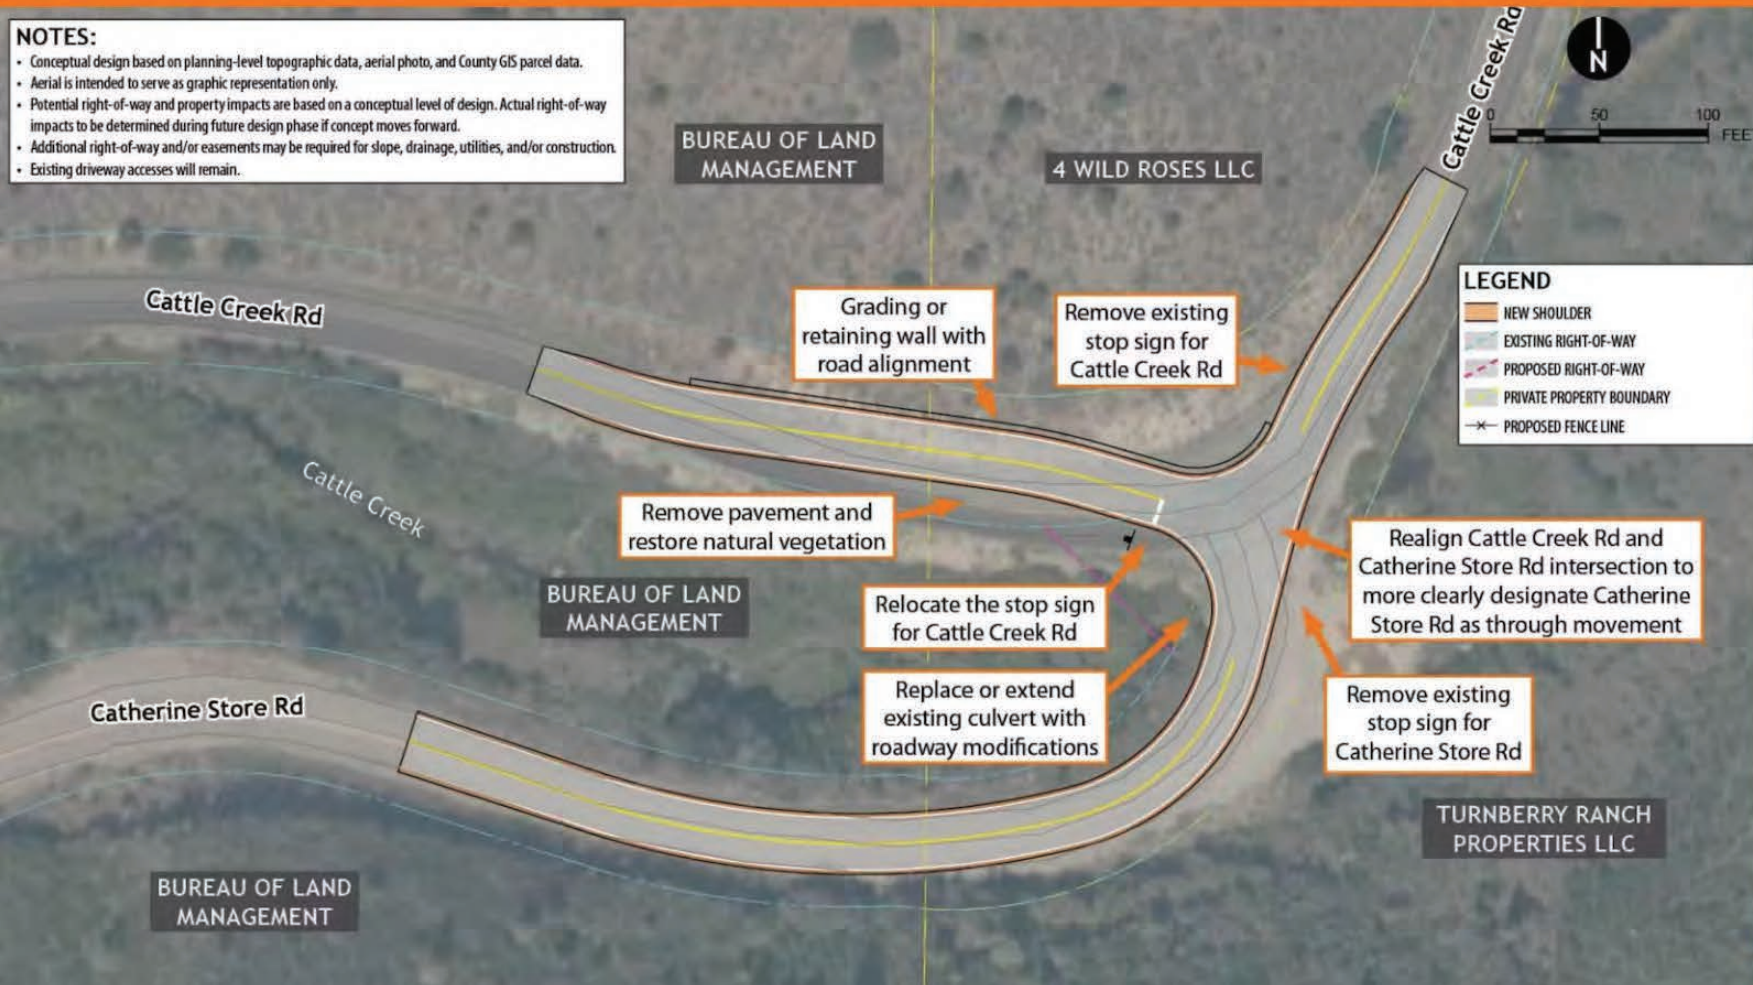 NOTES:
• Conceptual design based on planning-level topographic data, aerial photo, and County GIS parcel data.
• Aerial is intended to serve as graphic representation only.
• Potential right-of-way and property impacts are based on a conceptual level of design. Actual right-of-way
impacts to be determined during future design phase if concept moves forward.
• Additional right-of-way and/or easements may be required for slope, drainage, utilities, and/or construction.
• Existing driveway accesses will remain.
BUREAU OF LAND
MANAGEMENT
4 WILD ROSES LLC
Cattle Creek Rd
N
0 50 100
FEE
LEGEND
NEW SHOULDER
EXISTING RIGHT-OF-WAY
PROPOSED RIGHT-OF-WAY
PRIVATE PROPERTY BOUNDARY
PROPOSED FENCE LINE
Cattle Creek Rd
Grading or
retaining wall with
road alignment
Remove existing
stop sign for
Cattle Creek Rd
Cattle Creek
Remove pavement and
restore natural vegetation
Realign Cattle Creek Rd and
Catherine Store Rd intersection to
more clearly designate Catherine
Store Rd as through movement
BUREAU OF LAND
MANAGEMENT
Relocate the stop sign
for Cattle Creek Rd
Replace or extend
existing culvert with
roadway modifications
Remove existing
stop sign for
Catherine Store Rd
Catherine Store Rd
TURNBERRY RANCH
PROPERTIES LLC
BUREAU OF LAND
MANAGEMENT